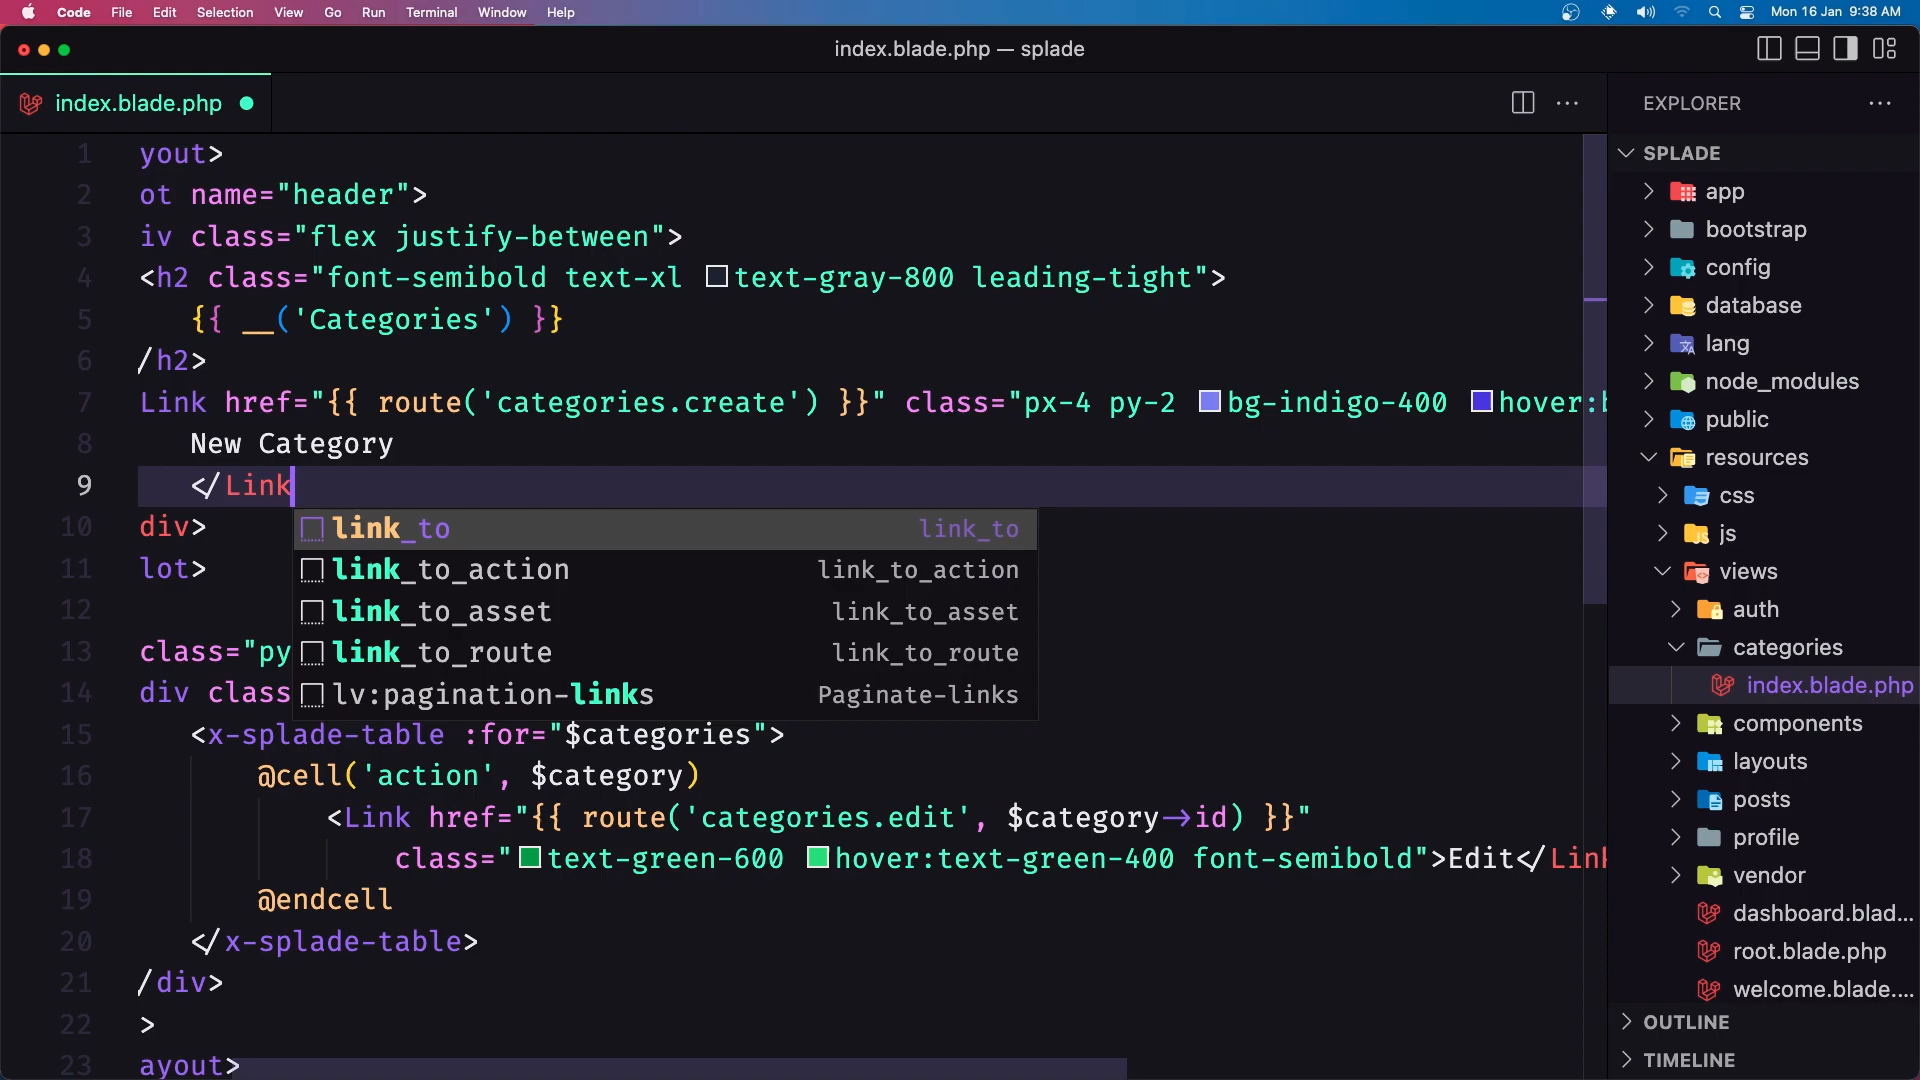 Code File Edit Selection View Go Run Terminal Window Help
Mon 16 Jan 9:38 AM
index.blade.php — splade
index.blade.php
EXPLORER
1 yout>
2 ot name="header">
3 iv class="flex justify-between">
4 <h2 class="font-semibold text-xl text-gray-800 leading-tight">
5 {{ __('Categories') }}
6 /h2>
7 Link href="{{ route('categories.create') }}" class="px-4 py-2 bg-indigo-400 hover:b
8 New Category
9 </Link
10 div>
11 lot>
12
13 class="py
14 div class
link_to link_to
link_to_action link_to_action
link_to_asset link_to_asset
link_to_route link_to_route
lv:pagination-links Paginate-links
15 <x-splade-table :for="$categories">
16 @cell('action', $category)
17 <Link href="{{ route('categories.edit', $category->id) }}"
18 class="text-green-600 hover:text-green-400 font-semibold">Edit</Link
19 @endcell
20 </x-splade-table>
21 /div>
22 >
23 ayout>
SPLADE
app
bootstrap
config
database
lang
node_modules
public
resources
css
js
views
auth
categories
index.blade.php
components
layouts
posts
profile
vendor
dashboard.blad...
root.blade.php
welcome.blade....
OUTLINE
TIMELINE